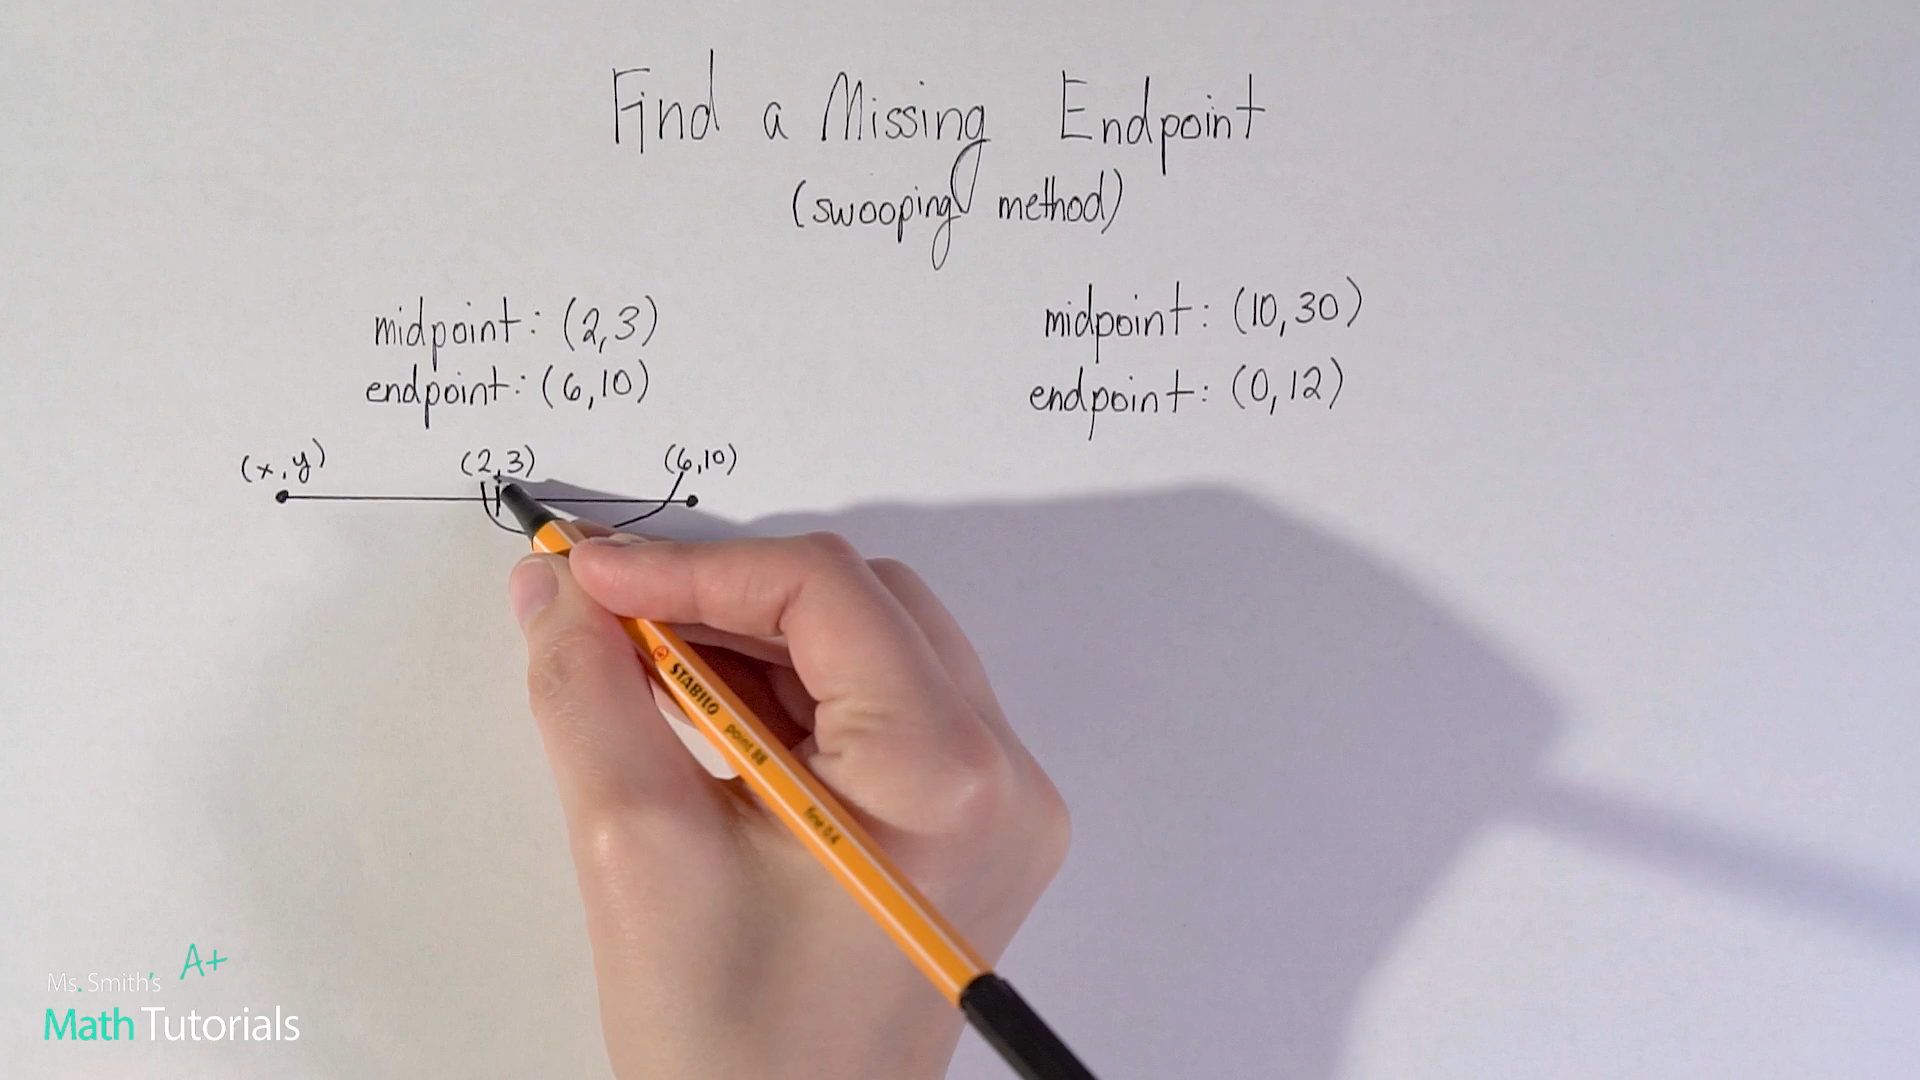 Find a Missing Endpoint
(swooping method)
midpoint: (2,3)
endpoint: (6,10)
(x,y) (2,3) (6,10)
midpoint: (10,30)
endpoint: (0,12)
STABILO point 88 fine 0.4
A+
Ms. Smith's
Math Tutorials